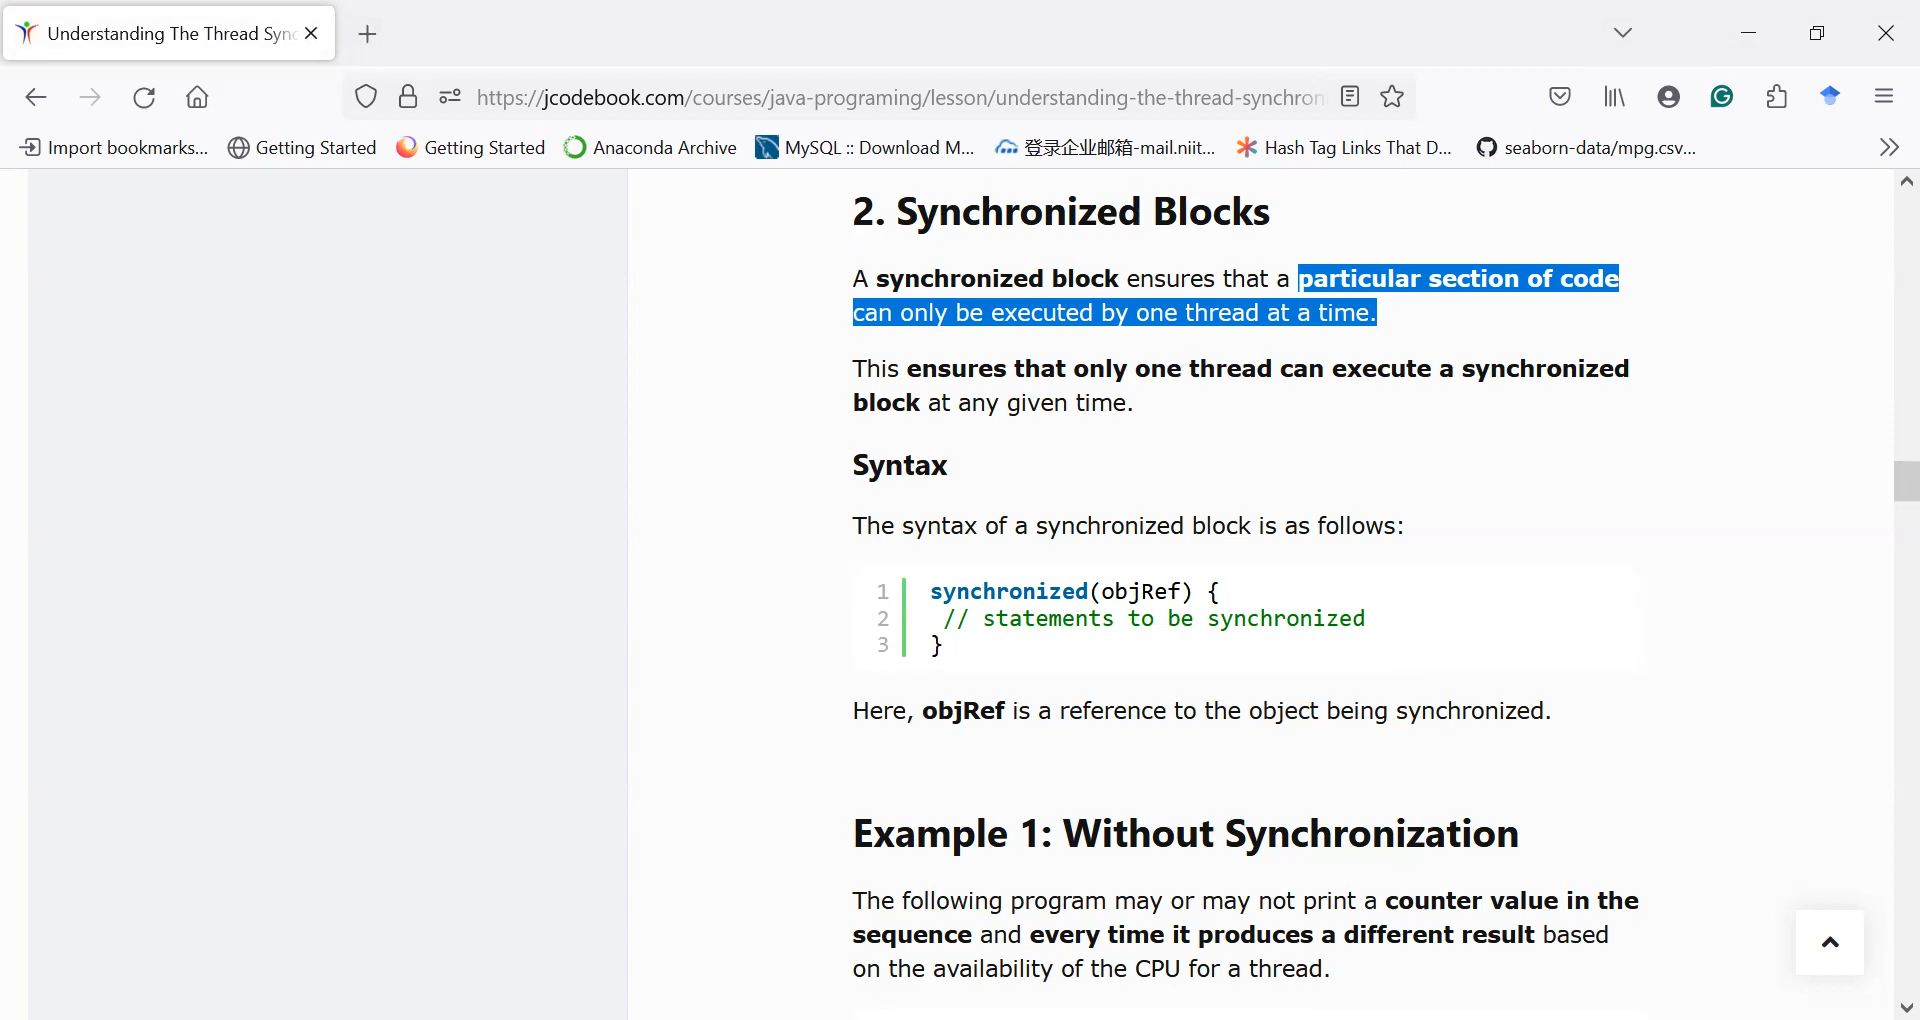 Understanding The Thread Sync
https://jcodebook.com/courses/java-programing/lesson/understanding-the-thread-synchron
Import bookmarks... Getting Started Getting Started Anaconda Archive MySQL :: Download M... 登录企业邮箱-mail.niit... Hash Tag Links That D... seaborn-data/mpg.csv...
2. Synchronized Blocks
A synchronized block ensures that a particular section of code
can only be executed by one thread at a time.
This ensures that only one thread can execute a synchronized
block at any given time.
Syntax
The syntax of a synchronized block is as follows:
1 synchronized(objRef) {
2 // statements to be synchronized
3 }
Here, objRef is a reference to the object being synchronized.
Example 1: Without Synchronization
The following program may or may not print a counter value in the
sequence and every time it produces a different result based
on the availability of the CPU for a thread.